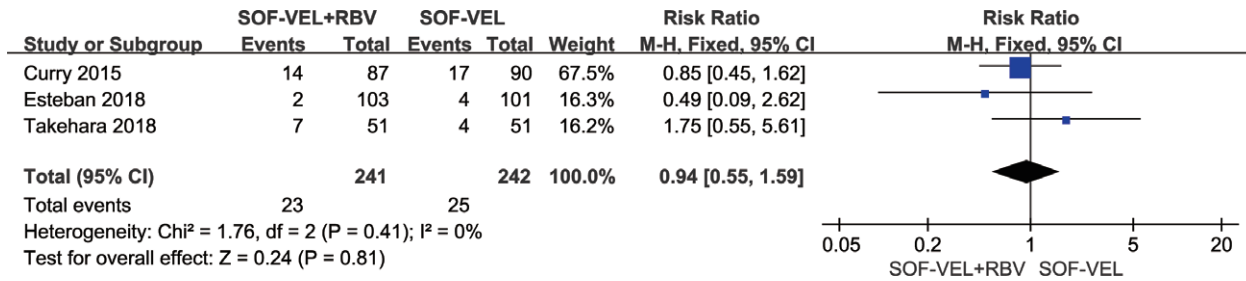 SOF-VEL+RBV SOF-VEL Risk Ratio Risk Ratio
Study or Subgroup Events Total Events Total Weight M-H, Fixed, 95% CI M-H, Fixed, 95% CI
Curry 2015 14 87 17 90 67.5% 0.85 [0.45, 1.62]
Esteban 2018 2 103 4 101 16.3% 0.49 [0.09, 2.62]
Takehara 2018 7 51 4 51 16.2% 1.75 [0.55, 5.61]
Total (95% CI) 241 242 100.0% 0.94 [0.55, 1.59]
Total events 23 25
Heterogeneity: Chi² = 1.76, df = 2 (P = 0.41); I² = 0%
Test for overall effect: Z = 0.24 (P = 0.81)
0.05 0.2 1 5 20
SOF-VEL+RBV SOF-VEL